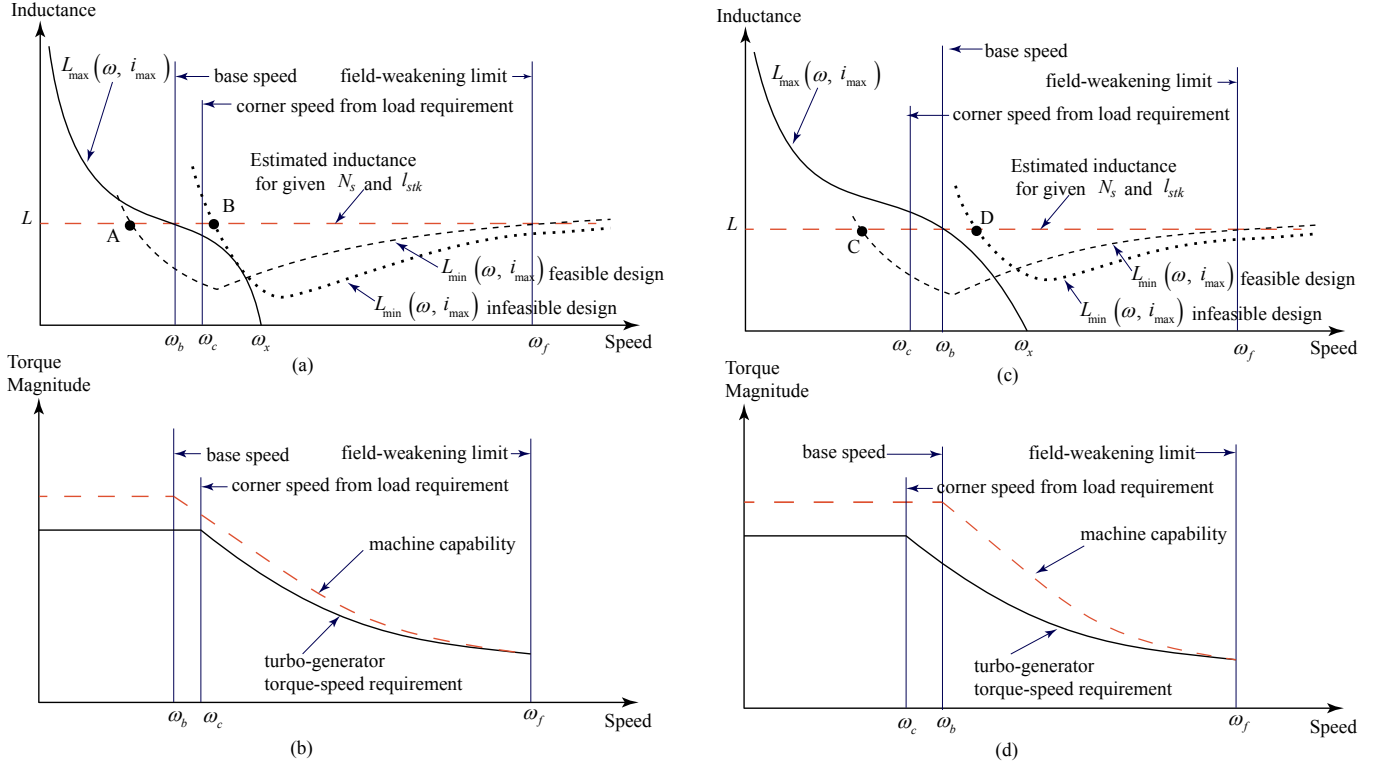 Inductance
L_max (ω, i_max)
base speed
field-weakening limit
corner speed from load requirement
Estimated inductance
for given N_s and l_stk
L
A
B
L_min (ω, i_max) feasible design
L_min (ω, i_max) infeasible design
ω_b
ω_c
ω_x
ω_f
Speed
(a)
Torque
Magnitude
base speed
field-weakening limit
corner speed from load requirement
machine capability
turbo-generator
torque-speed requirement
ω_b
ω_c
ω_f
Speed
(b)
Inductance
base speed
L_max (ω, i_max)
field-weakening limit
corner speed from load requirement
Estimated inductance
for given N_s and l_stk
L
C
D
L_min (ω, i_max) feasible design
L_min (ω, i_max) infeasible design
ω_c
ω_b
ω_x
ω_f
Speed
(c)
Torque
Magnitude
base speed
field-weakening limit
corner speed from load requirement
machine capability
turbo-generator
torque-speed requirement
ω_c
ω_b
ω_f
Speed
(d)